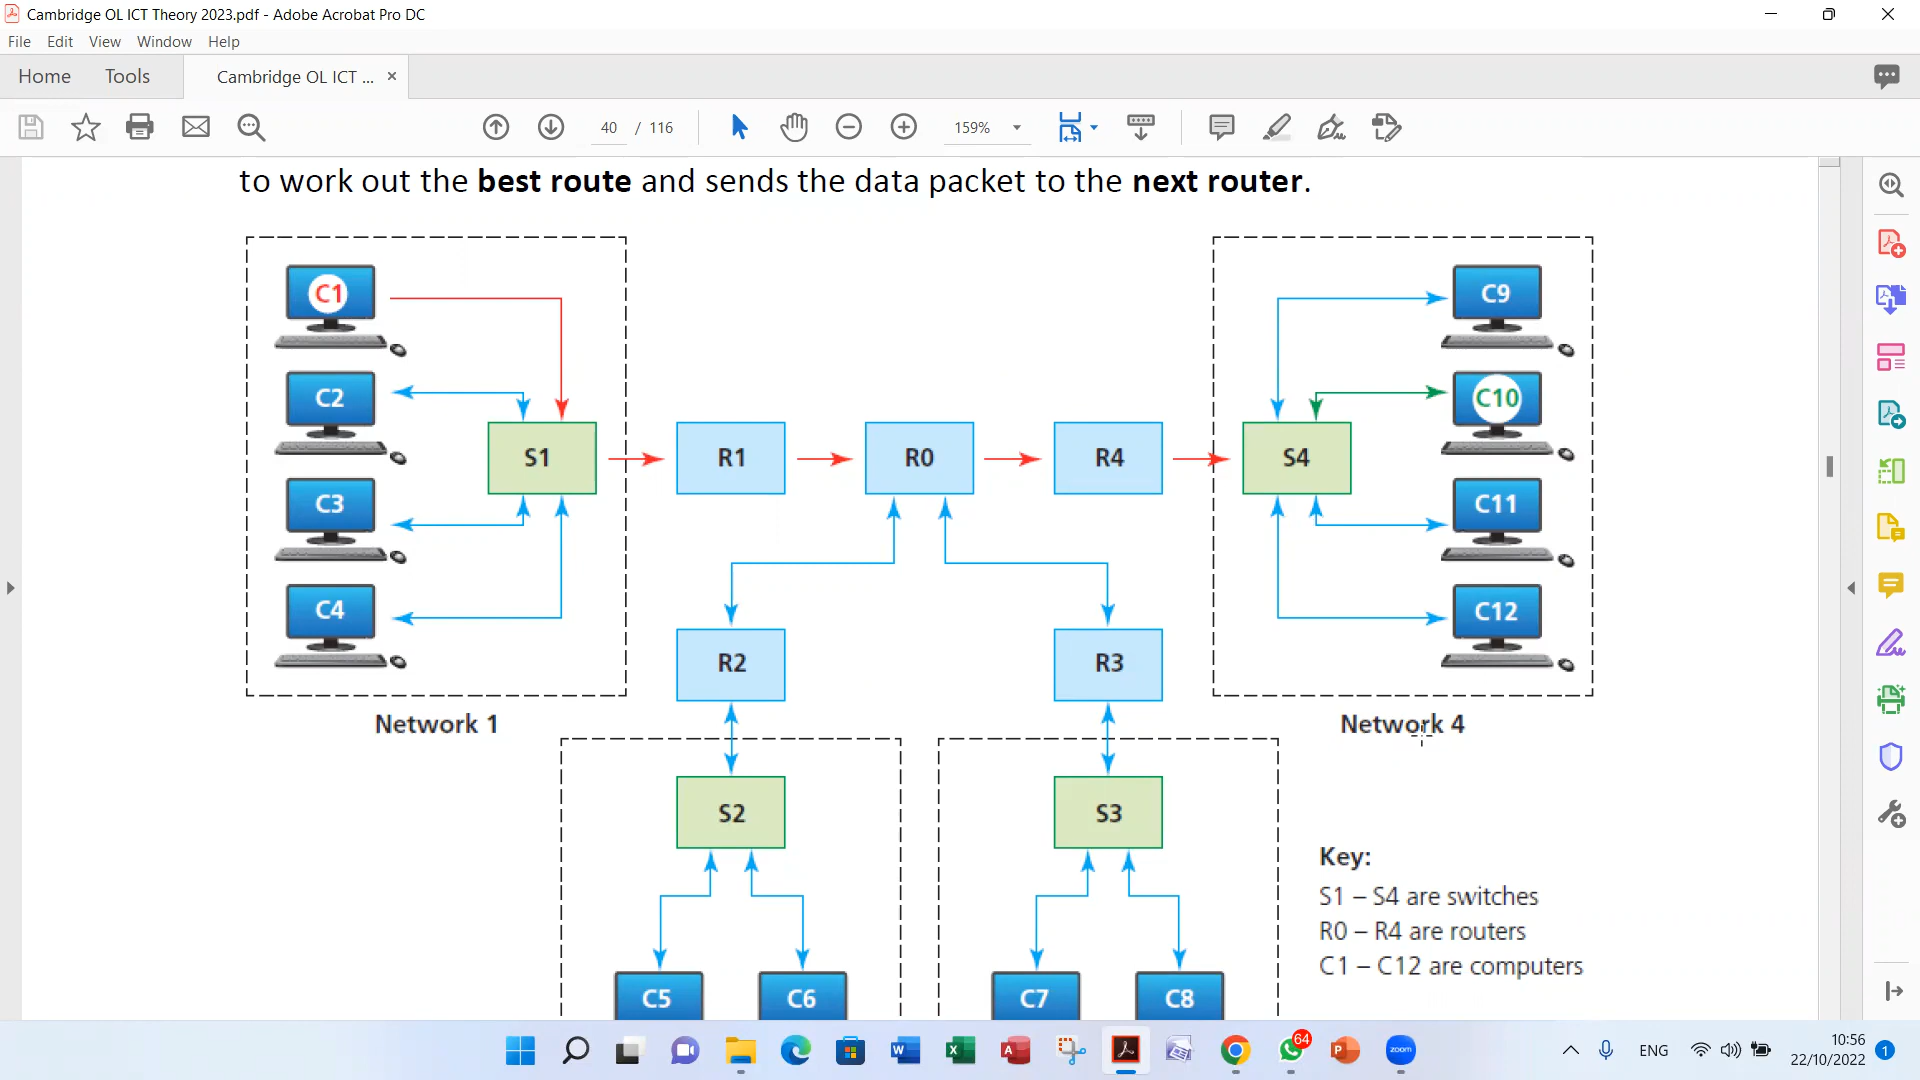 Cambridge OL ICT Theory 2023.pdf - Adobe Acrobat Pro DC
File Edit View Window Help
Home Tools Cambridge OL ICT ... ×
40 / 116 159%
to work out the best route and sends the data packet to the next router.
C1 C9
C2 C10
S1 R1 R0 R4 S4
C3 C11
C4 C12
R2 R3
Network 1 Network 4
S2 S3
Key:
S1 – S4 are switches
R0 – R4 are routers
C1 – C12 are computers
C5 C6 C7 C8
64
W X A P zoom
ENG
10:56
22/10/2022
1